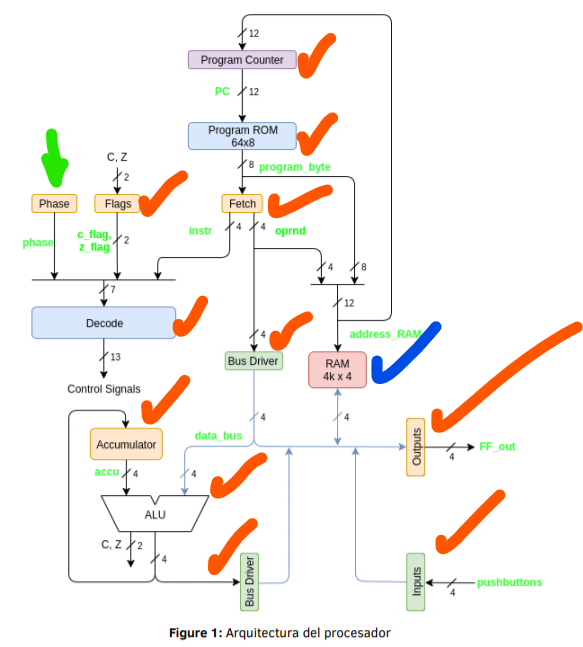 12
Program Counter
PC
12
Program ROM
64x8
8
program_byte
C, Z
2
Phase
Flags
Fetch
phase
c_flag,
z_flag
2
instr
4
4
oprnd
4
8
7
12
Decode
4
address_RAM
Bus Driver
RAM
4k x 4
13
Control Signals
4
4
data_bus
Accumulator
Outputs
4
FF_out
accu
4
4
ALU
C, Z
2
4
Bus Driver
Inputs
4
pushbuttons
Figure 1: Arquitectura del procesador